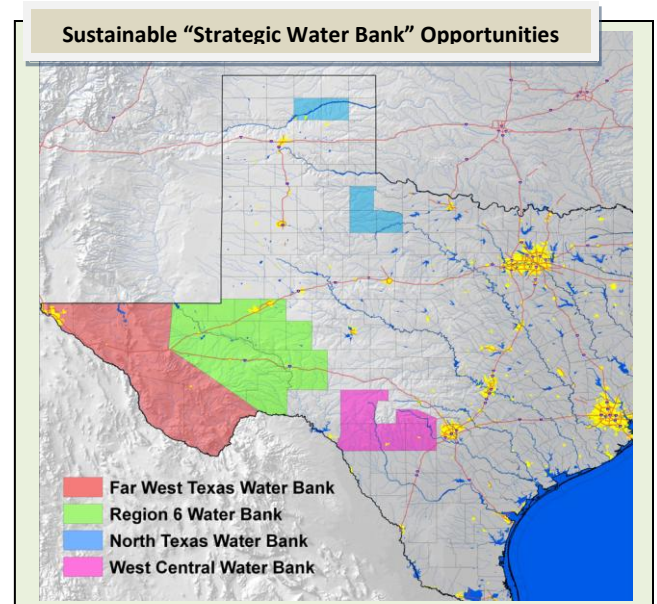 Sustainable “Strategic Water Bank” Opportunities
Far West Texas Water Bank
Region 6 Water Bank
North Texas Water Bank
West Central Water Bank